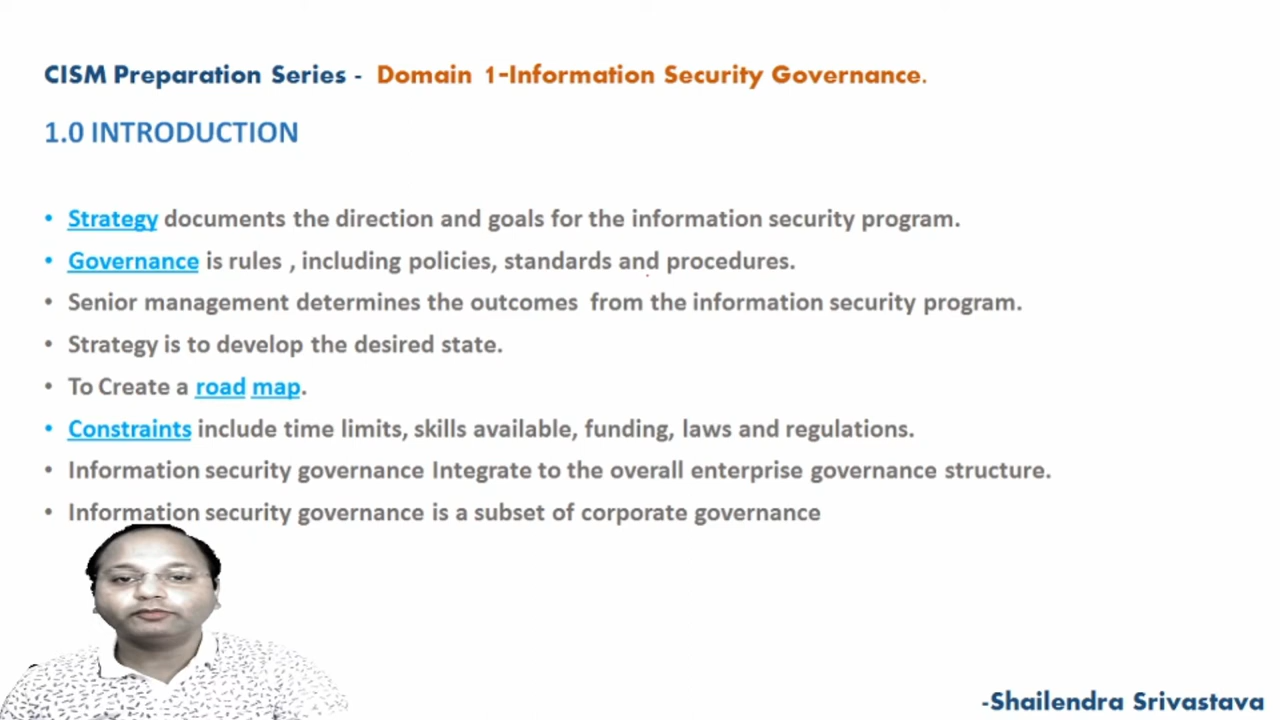 CISM Preparation Series - Domain 1-Information Security Governance.
1.0 INTRODUCTION
• Strategy documents the direction and goals for the information security program.
• Governance is rules , including policies, standards and procedures.
• Senior management determines the outcomes from the information security program.
• Strategy is to develop the desired state.
• To Create a road map.
• Constraints include time limits, skills available, funding, laws and regulations.
• Information security governance Integrate to the overall enterprise governance structure.
• Information security governance is a subset of corporate governance
-Shailendra Srivastava